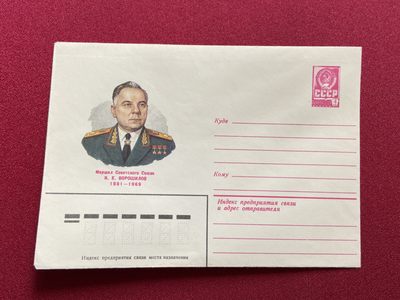 Маршал Советского Союза
К. Е. ВОРОШИЛОВ
1881—1969
СССР
4
Куда
Кому
Индекс предприятия связи
и адрес отправителя
Индекс предприятия связи места назначения